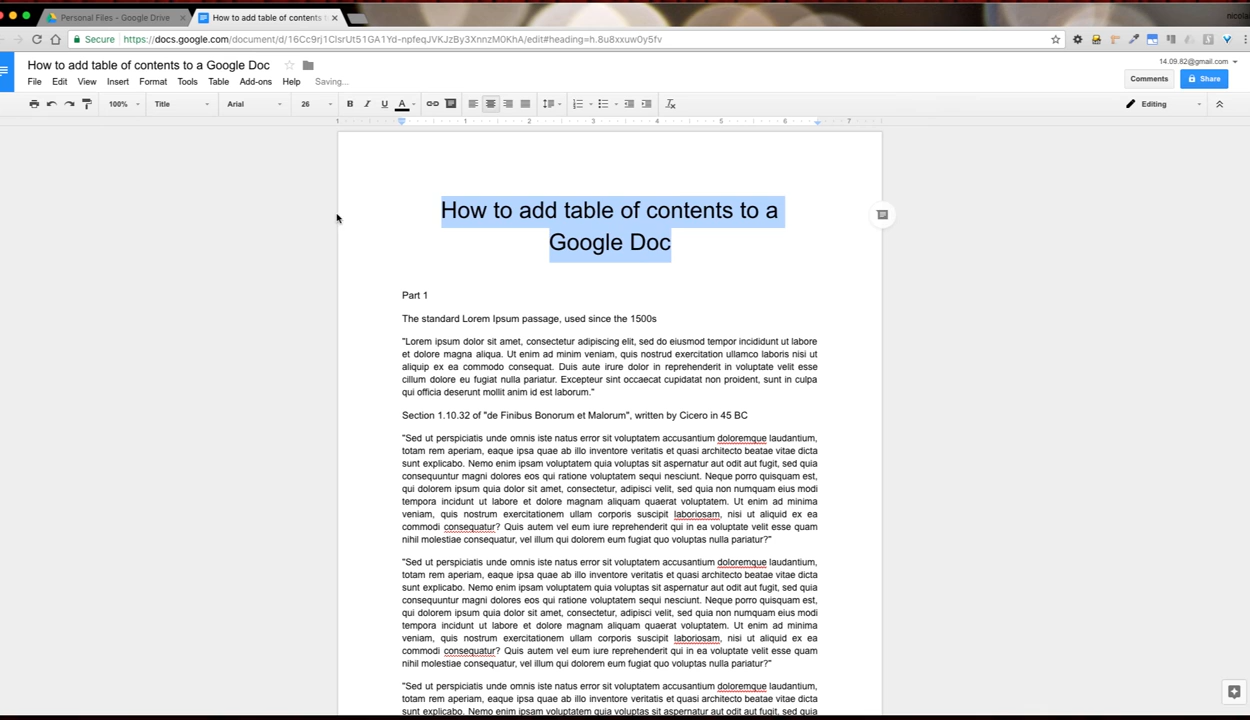 Personal Files - Google Drive
How to add table of contents
nicola
Secure
https://docs.google.com/document/d/16Cc9rj1ClsrUt51GA1Yd-npfeqJVKJzBy3XnnzM0KhA/edit#heading=h.8u8xxuw0y5fv
How to add table of contents to a Google Doc
14.09.82@gmail.com
File Edit View Insert Format Tools Table Add-ons Help Saving...
Comments
Share
100% Title Arial 26 B I U A
Editing
1 1 2 3 4 5 6 7
How to add table of contents to a
Google Doc
Part 1
The standard Lorem Ipsum passage, used since the 1500s
"Lorem ipsum dolor sit amet, consectetur adipiscing elit, sed do eiusmod tempor incididunt ut labore
et dolore magna aliqua. Ut enim ad minim veniam, quis nostrud exercitation ullamco laboris nisi ut
aliquip ex ea commodo consequat. Duis aute irure dolor in reprehenderit in voluptate velit esse
cillum dolore eu fugiat nulla pariatur. Excepteur sint occaecat cupidatat non proident, sunt in culpa
qui officia deserunt mollit anim id est laborum."
Section 1.10.32 of "de Finibus Bonorum et Malorum", written by Cicero in 45 BC
"Sed ut perspiciatis unde omnis iste natus error sit voluptatem accusantium doloremque laudantium,
totam rem aperiam, eaque ipsa quae ab illo inventore veritatis et quasi architecto beatae vitae dicta
sunt explicabo. Nemo enim ipsam voluptatem quia voluptas sit aspernatur aut odit aut fugit, sed quia
consequuntur magni dolores eos qui ratione voluptatem sequi nesciunt. Neque porro quisquam est,
qui dolorem ipsum quia dolor sit amet, consectetur, adipisci velit, sed quia non numquam eius modi
tempora incidunt ut labore et dolore magnam aliquam quaerat voluptatem. Ut enim ad minima
veniam, quis nostrum exercitationem ullam corporis suscipit laboriosam, nisi ut aliquid ex ea
commodi consequatur? Quis autem vel eum iure reprehenderit qui in ea voluptate velit esse quam
nihil molestiae consequatur, vel illum qui dolorem eum fugiat quo voluptas nulla pariatur?"
"Sed ut perspiciatis unde omnis iste natus error sit voluptatem accusantium doloremque laudantium,
totam rem aperiam, eaque ipsa quae ab illo inventore veritatis et quasi architecto beatae vitae dicta
sunt explicabo. Nemo enim ipsam voluptatem quia voluptas sit aspernatur aut odit aut fugit, sed quia
consequuntur magni dolores eos qui ratione voluptatem sequi nesciunt. Neque porro quisquam est,
qui dolorem ipsum quia dolor sit amet, consectetur, adipisci velit, sed quia non numquam eius modi
tempora incidunt ut labore et dolore magnam aliquam quaerat voluptatem. Ut enim ad minima
veniam, quis nostrum exercitationem ullam corporis suscipit laboriosam, nisi ut aliquid ex ea
commodi consequatur? Quis autem vel eum iure reprehenderit qui in ea voluptate velit esse quam
nihil molestiae consequatur, vel illum qui dolorem eum fugiat quo voluptas nulla pariatur?"
"Sed ut perspiciatis unde omnis iste natus error sit voluptatem accusantium doloremque laudantium,
totam rem aperiam, eaque ipsa quae ab illo inventore veritatis et quasi architecto beatae vitae dicta
sunt explicabo. Nemo enim ipsam voluptatem quia voluptas sit aspernatur aut odit aut fugit, sed quia